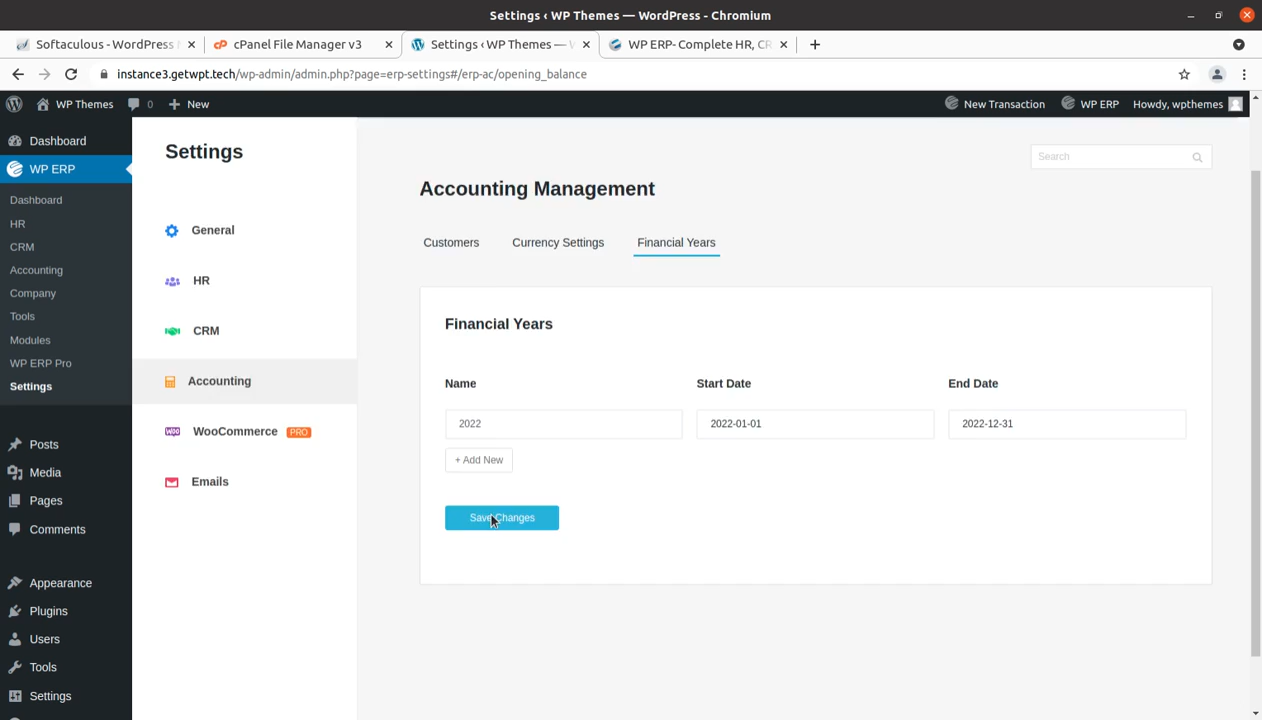 Settings ‹ WP Themes — WordPress - Chromium
Softaculous - WordPress
cPanel File Manager v3
Settings ‹ WP Themes —
WP ERP- Complete HR, CR
instance3.getwpt.tech/wp-admin/admin.php?page=erp-settings#/erp-ac/opening_balance
WP Themes
0
New
New Transaction
WP ERP
Howdy, wpthemes
Dashboard
WP ERP
Dashboard
HR
CRM
Accounting
Company
Tools
Modules
WP ERP Pro
Settings
Posts
Media
Pages
Comments
Appearance
Plugins
Users
Tools
Settings
Settings
General
HR
CRM
Accounting
WOO
WooCommerce PRO
Emails
Search
Accounting Management
Customers
Currency Settings
Financial Years
Financial Years
Name
Start Date
End Date
2022
2022-01-01
2022-12-31
+ Add New
Save Changes